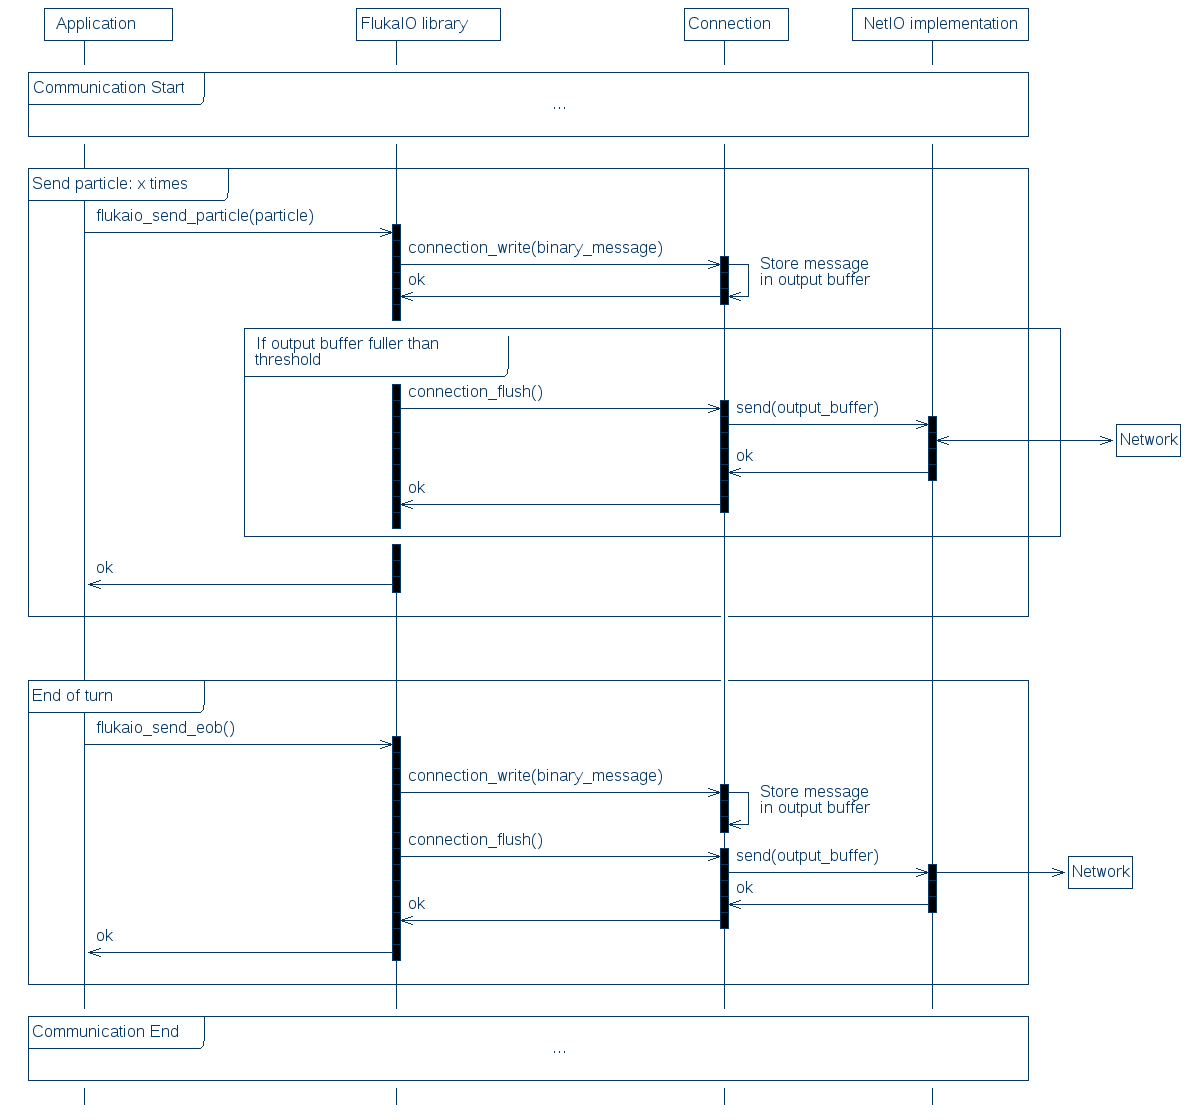 Application
FlukaIO library
Connection
NetIO implementation
Communication Start
...
Send particle: x times
flukaio_send_particle(particle)
connection_write(binary_message)
Store message
in output buffer
ok
If output buffer fuller than
threshold
connection_flush()
send(output_buffer)
Network
ok
ok
ok
End of turn
flukaio_send_eob()
connection_write(binary_message)
Store message
in output buffer
connection_flush()
send(output_buffer)
Network
ok
ok
ok
Communication End
...